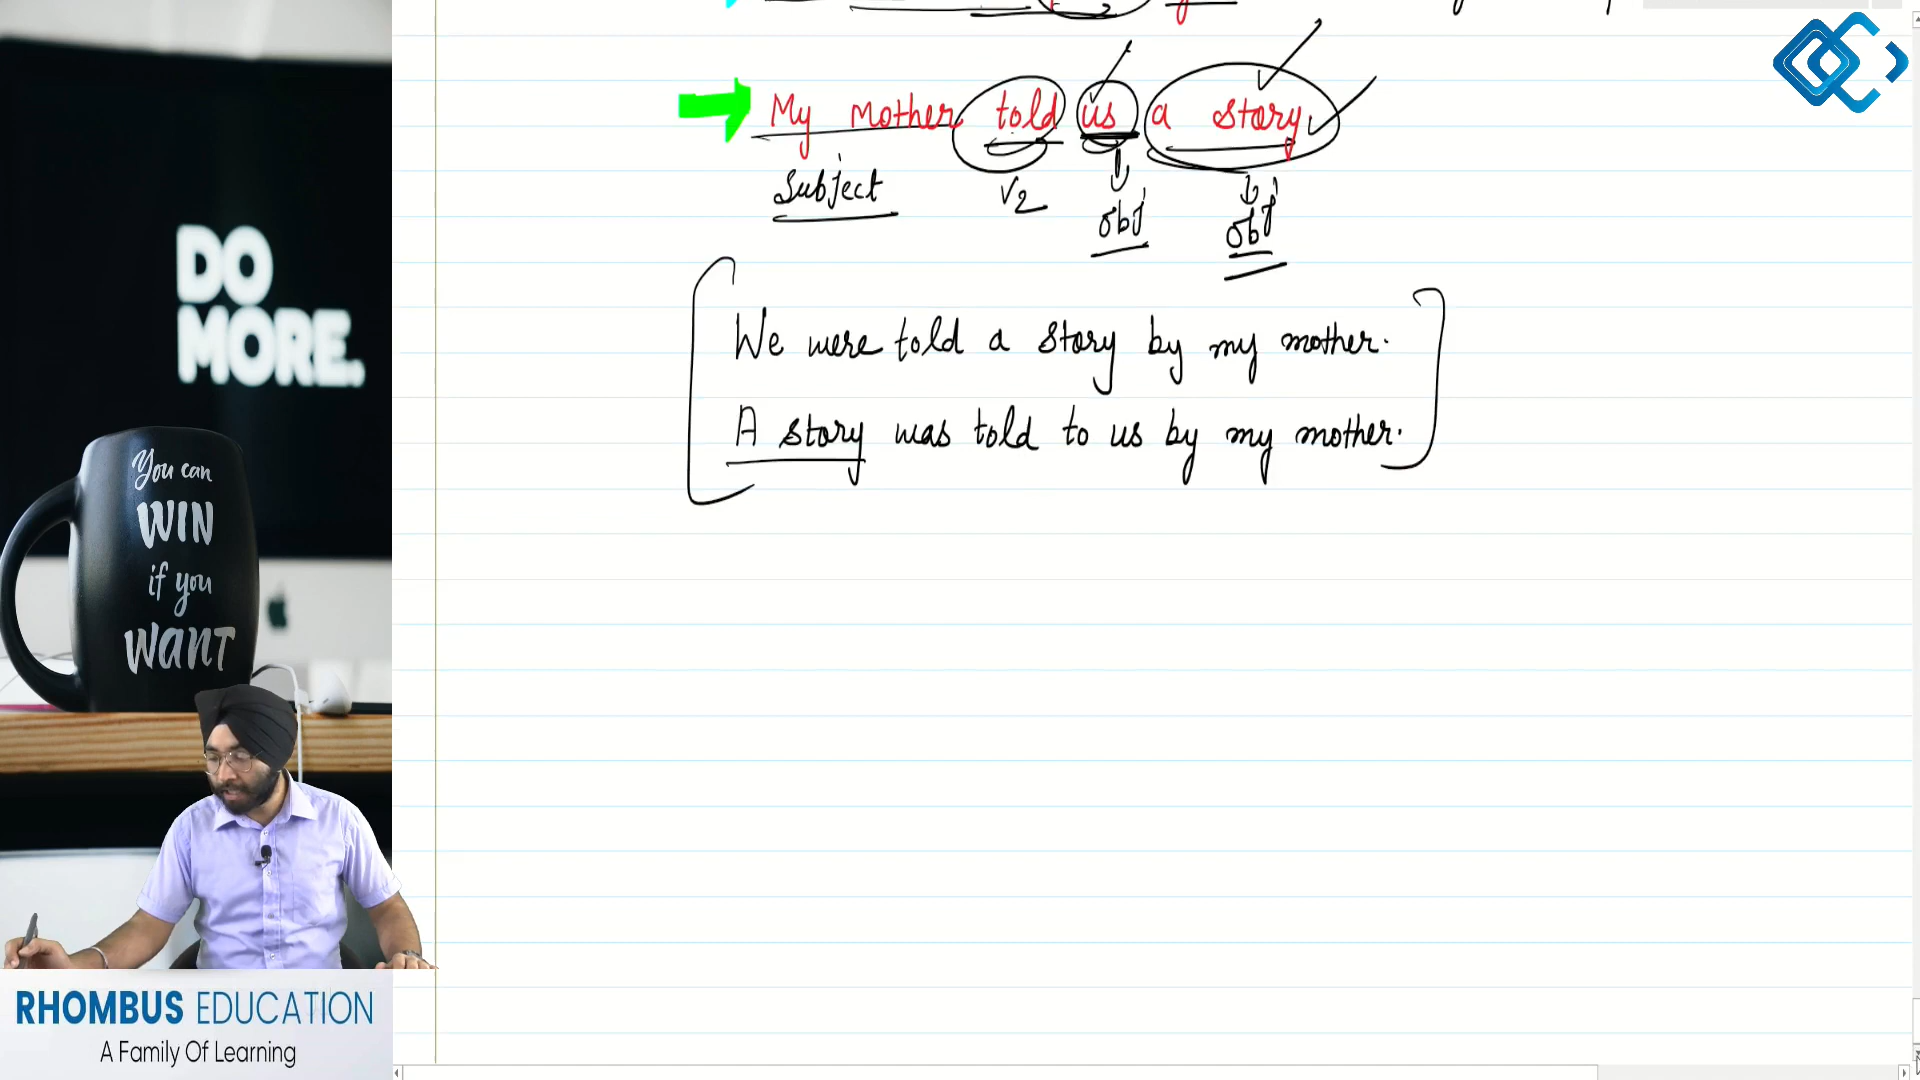 My mother told us a story
Subject V2 obj obj
We were told a story by my mother.
A story was told to us by my mother.
DO
MORE.
You can
WIN
if you
WANT
RHOMBUS EDUCATION
A Family Of Learning